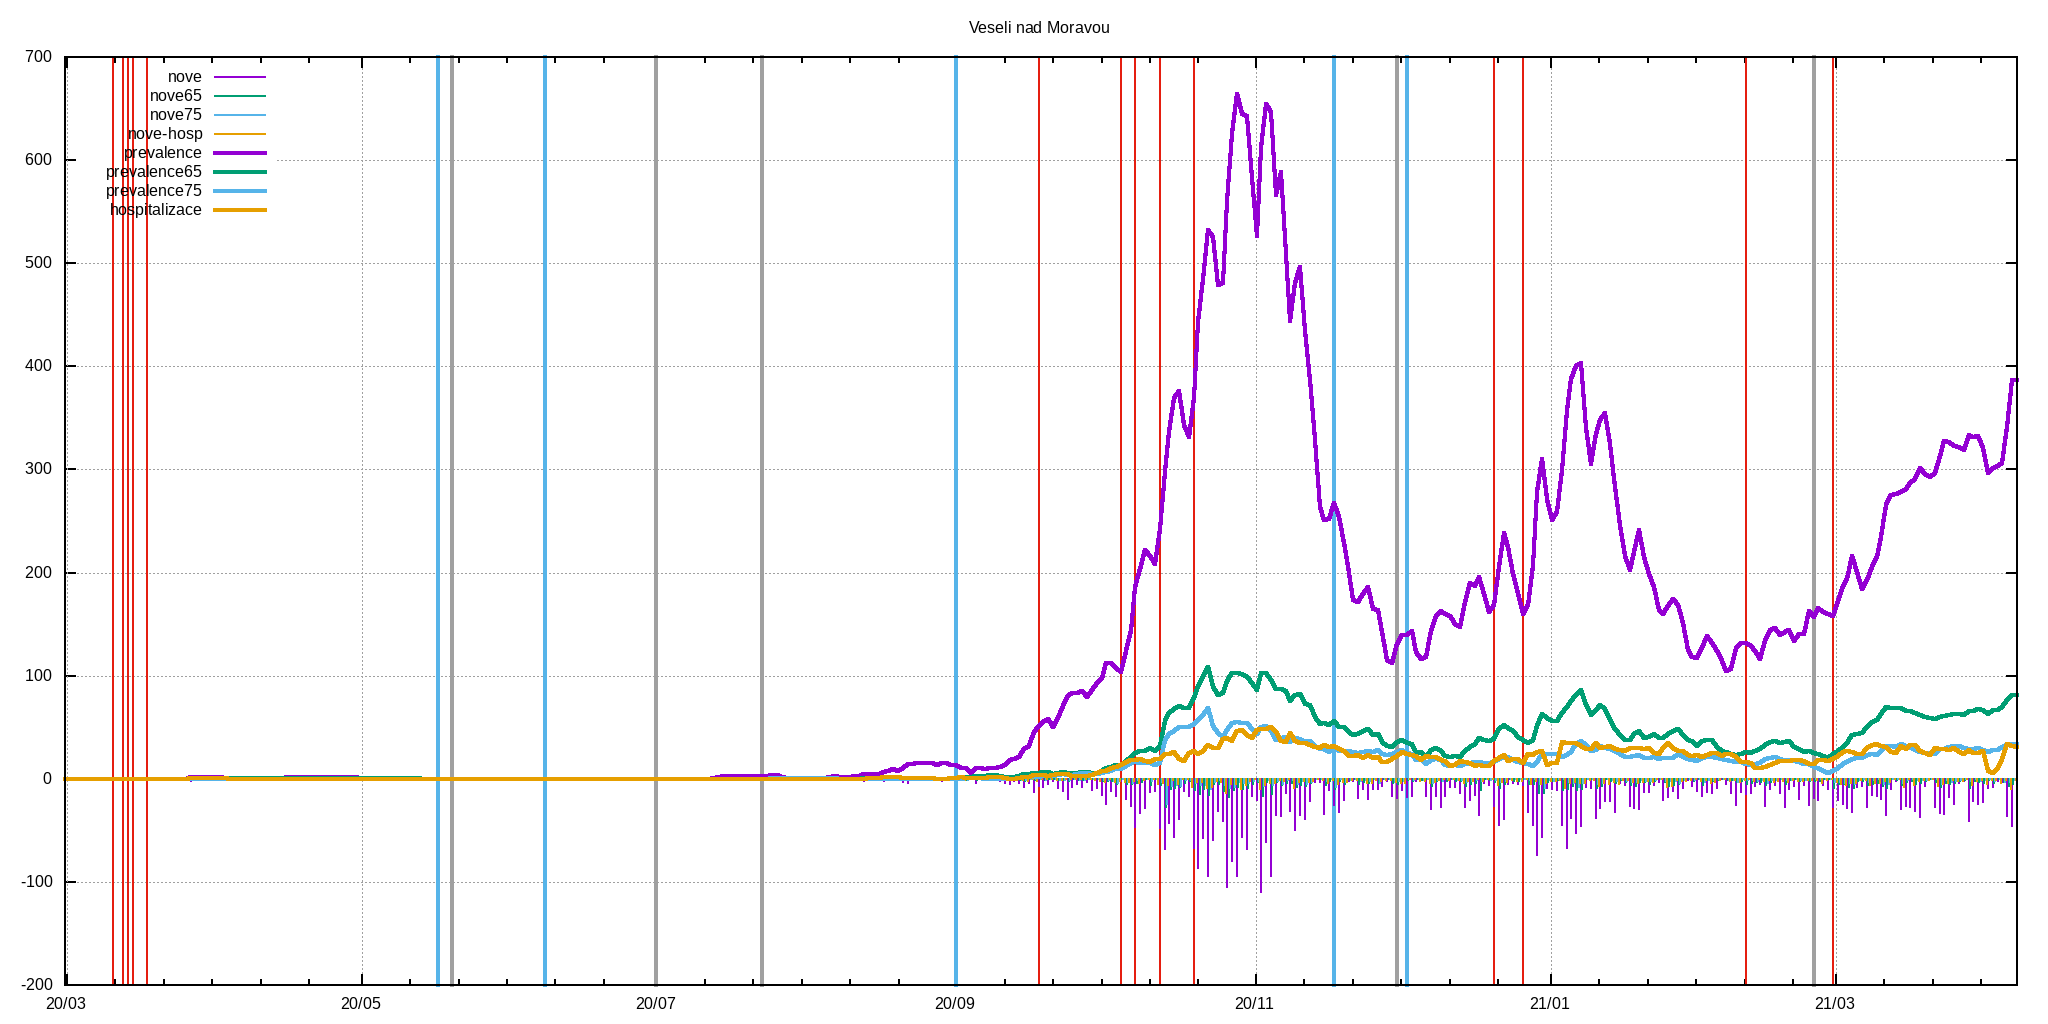 Veseli nad Moravou
700
600
500
400
300
200
100
0
-100
-200
nove
nove65
nove75
nove-hosp
prevalence
prevalence65
prevalence75
hospitalizace
20/03
20/05
20/07
20/09
20/11
21/01
21/03